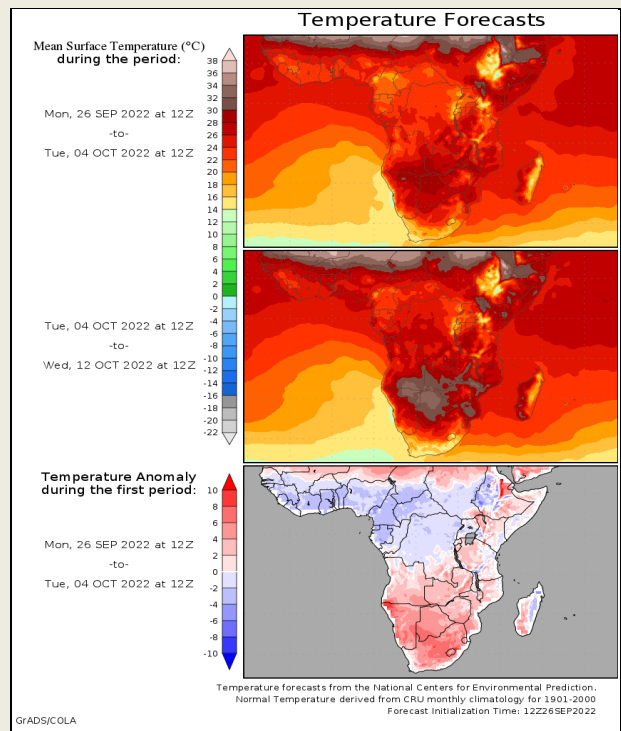 Temperature Forecasts
Mean Surface Temperature (°C)
during the period:
38
36
34
32
30
28
26
24
22
20
18
16
14
12
10
8
6
4
2
0
-2
-4
-6
-8
-10
-12
-14
-16
-18
-20
-22
Mon, 26 SEP 2022 at 12Z
-to-
Tue, 04 OCT 2022 at 12Z
Tue, 04 OCT 2022 at 12Z
-to-
Wed, 12 OCT 2022 at 12Z
Temperature Anomaly
during the first period:
10
8
6
4
2
0
-2
-4
-6
-8
-10
Mon, 26 SEP 2022 at 12Z
-to-
Tue, 04 OCT 2022 at 12Z
Temperature forecasts from the National Centers for Environmental Prediction.
Normal Temperature derived from CRU monthly climatology for 1901-2000
Forecast Initialization Time: 12Z26SEP2022
GrADS/COLA